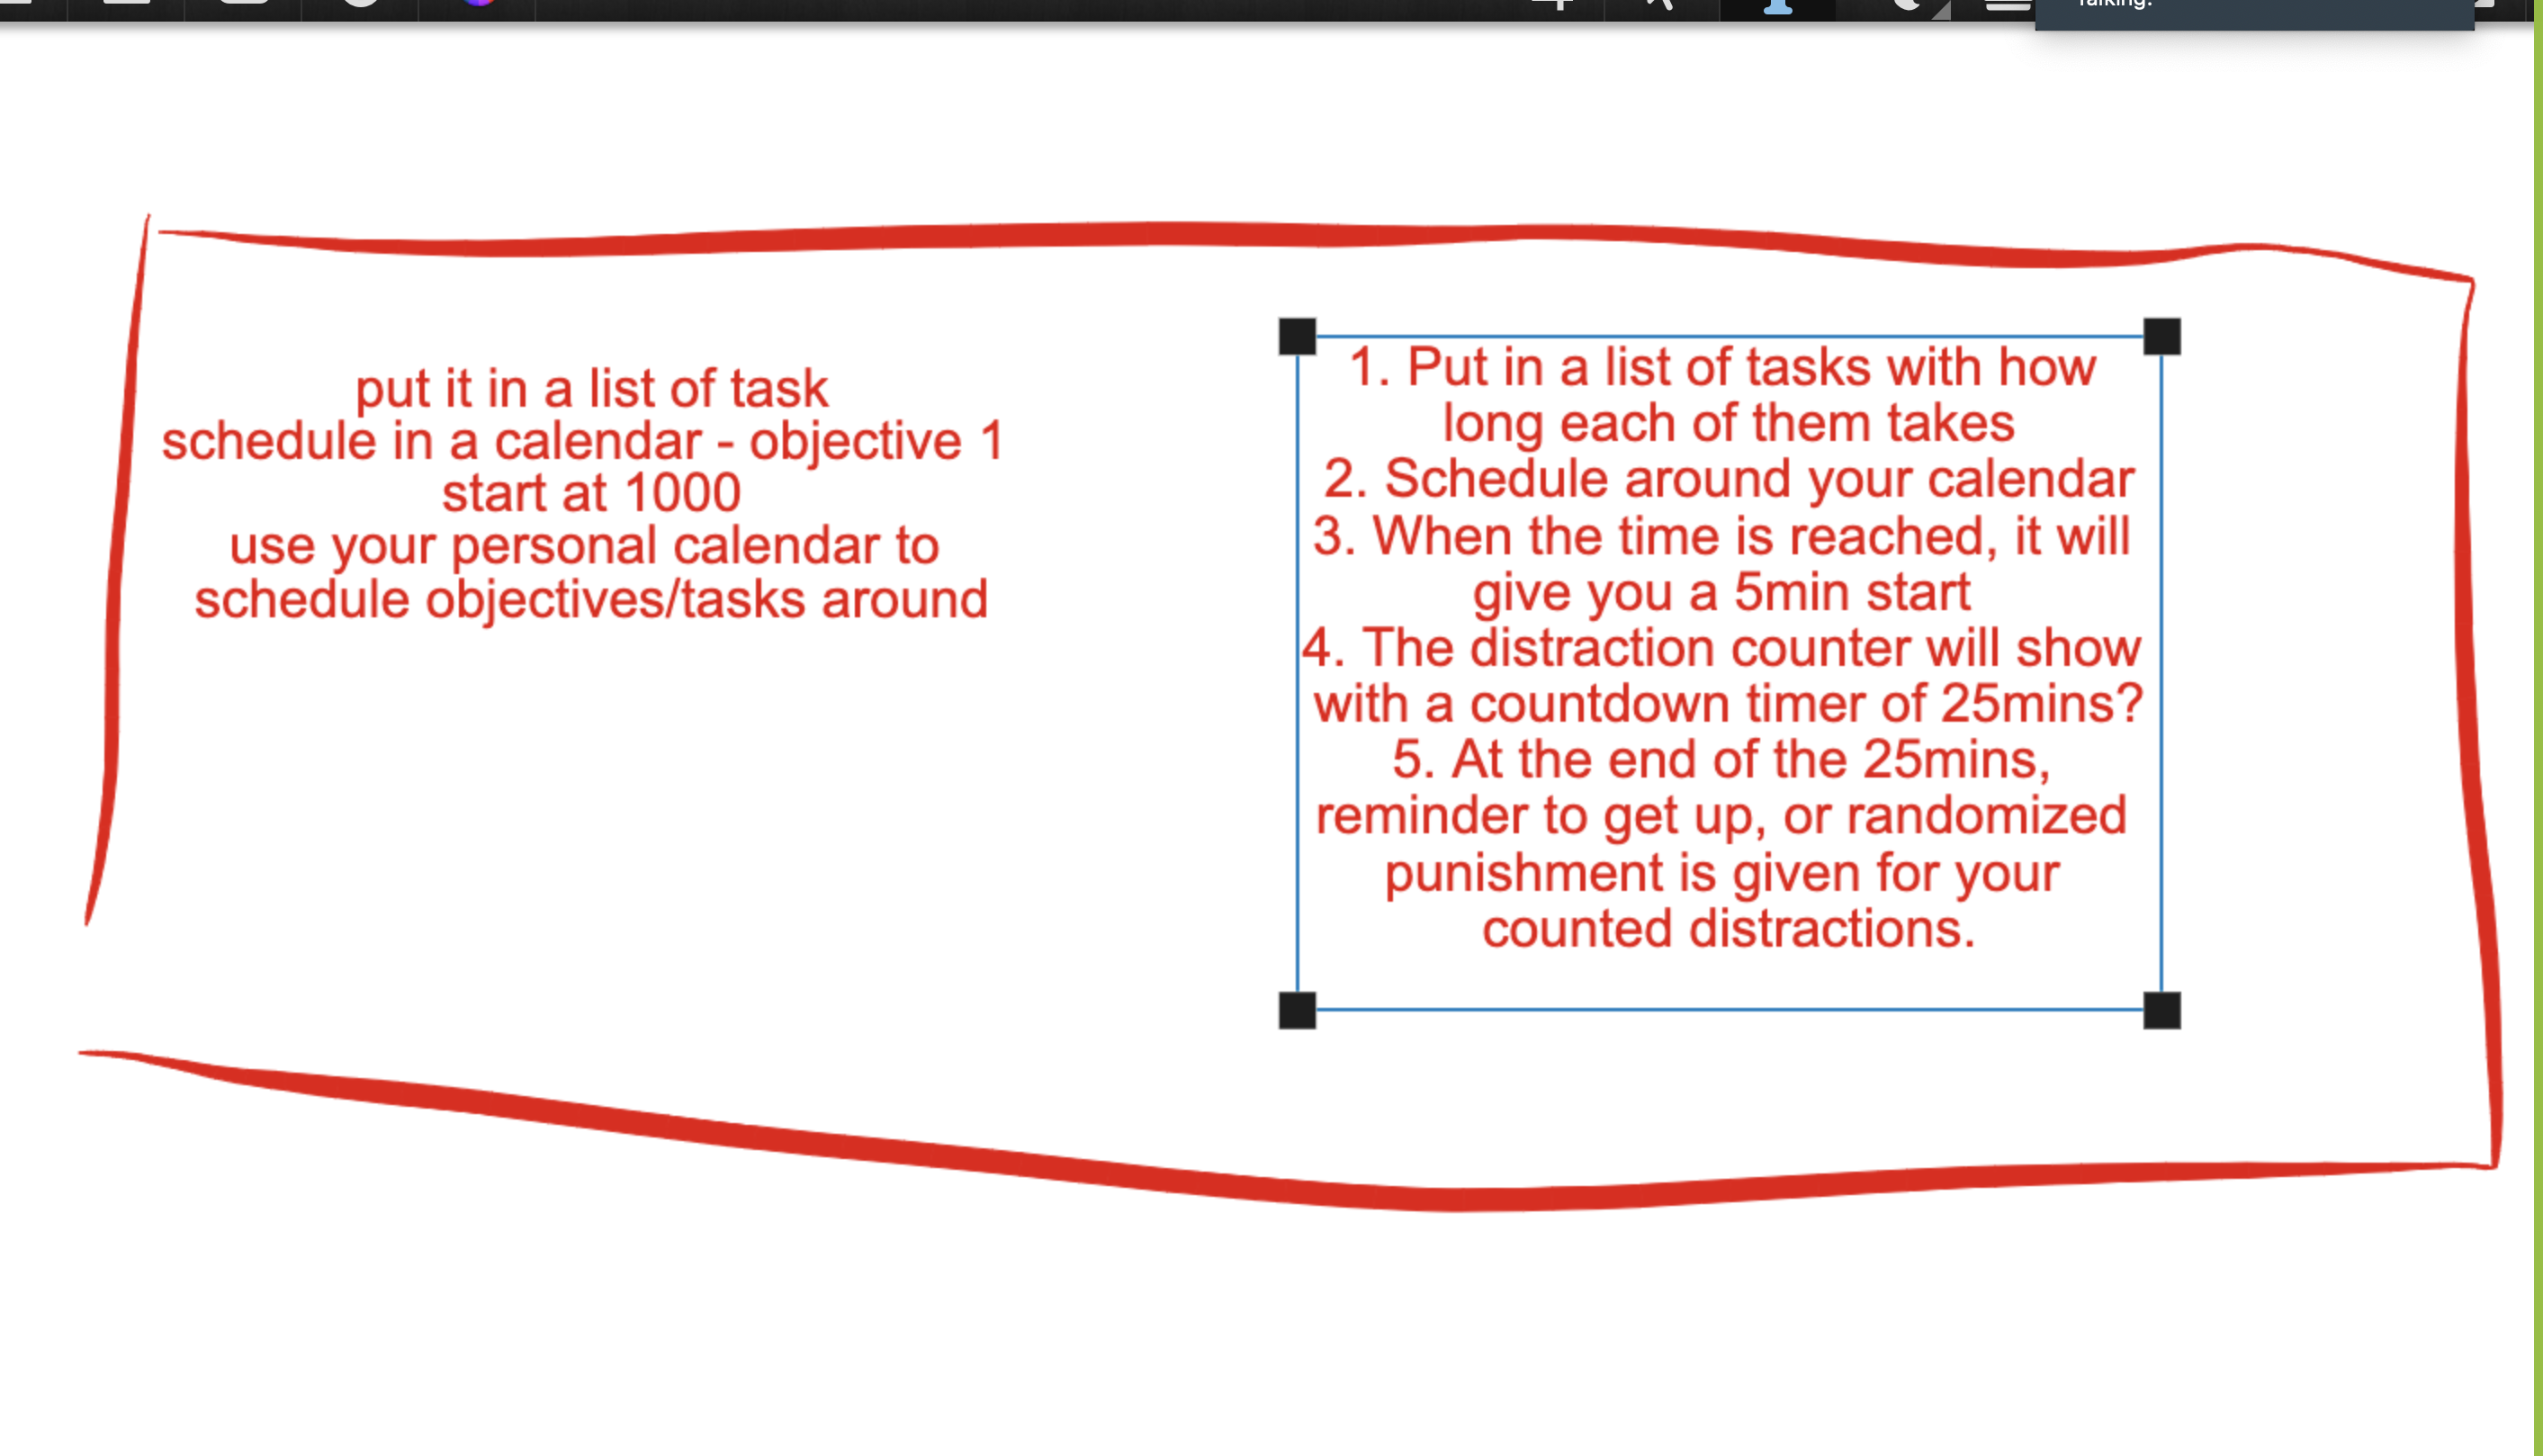 Talking:
put it in a list of task
schedule in a calendar - objective 1
start at 1000
use your personal calendar to
schedule objectives/tasks around
1. Put in a list of tasks with how
long each of them takes
2. Schedule around your calendar
3. When the time is reached, it will
give you a 5min start
4. The distraction counter will show
with a countdown timer of 25mins?
5. At the end of the 25mins,
reminder to get up, or randomized
punishment is given for your
counted distractions.